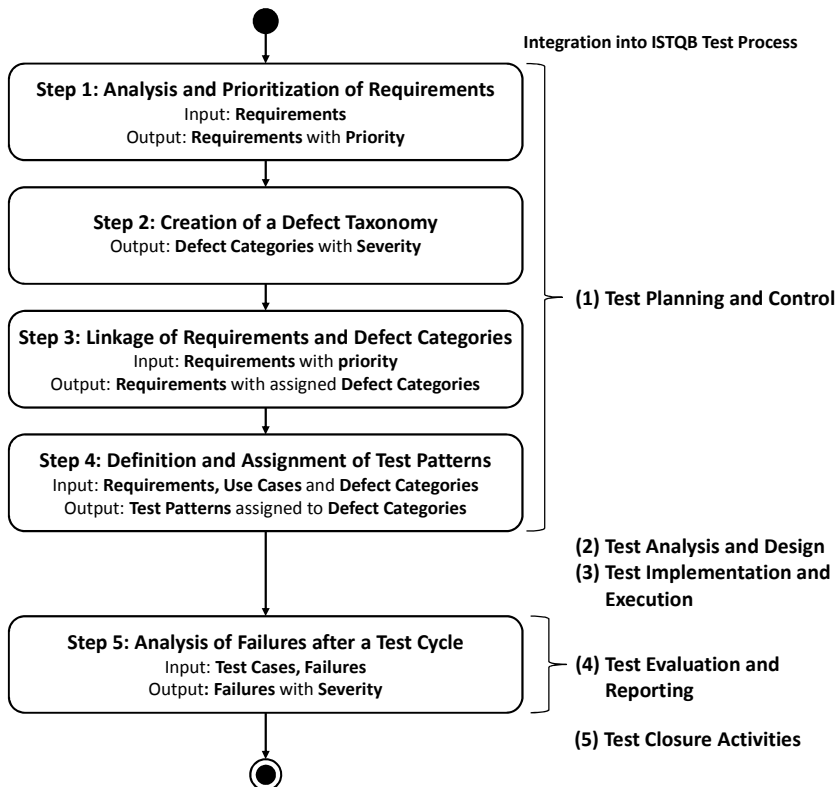 Integration into ISTQB Test Process
Step 1: Analysis and Prioritization of Requirements
Input: Requirements
Output: Requirements with Priority
Step 2: Creation of a Defect Taxonomy
Output: Defect Categories with Severity
(1) Test Planning and Control
Step 3: Linkage of Requirements and Defect Categories
Input: Requirements with priority
Output: Requirements with assigned Defect Categories
Step 4: Definition and Assignment of Test Patterns
Input: Requirements, Use Cases and Defect Categories
Output: Test Patterns assigned to Defect Categories
(2) Test Analysis and Design
(3) Test Implementation and
Execution
Step 5: Analysis of Failures after a Test Cycle
Input: Test Cases, Failures
Output: Failures with Severity
(4) Test Evaluation and
Reporting
(5) Test Closure Activities